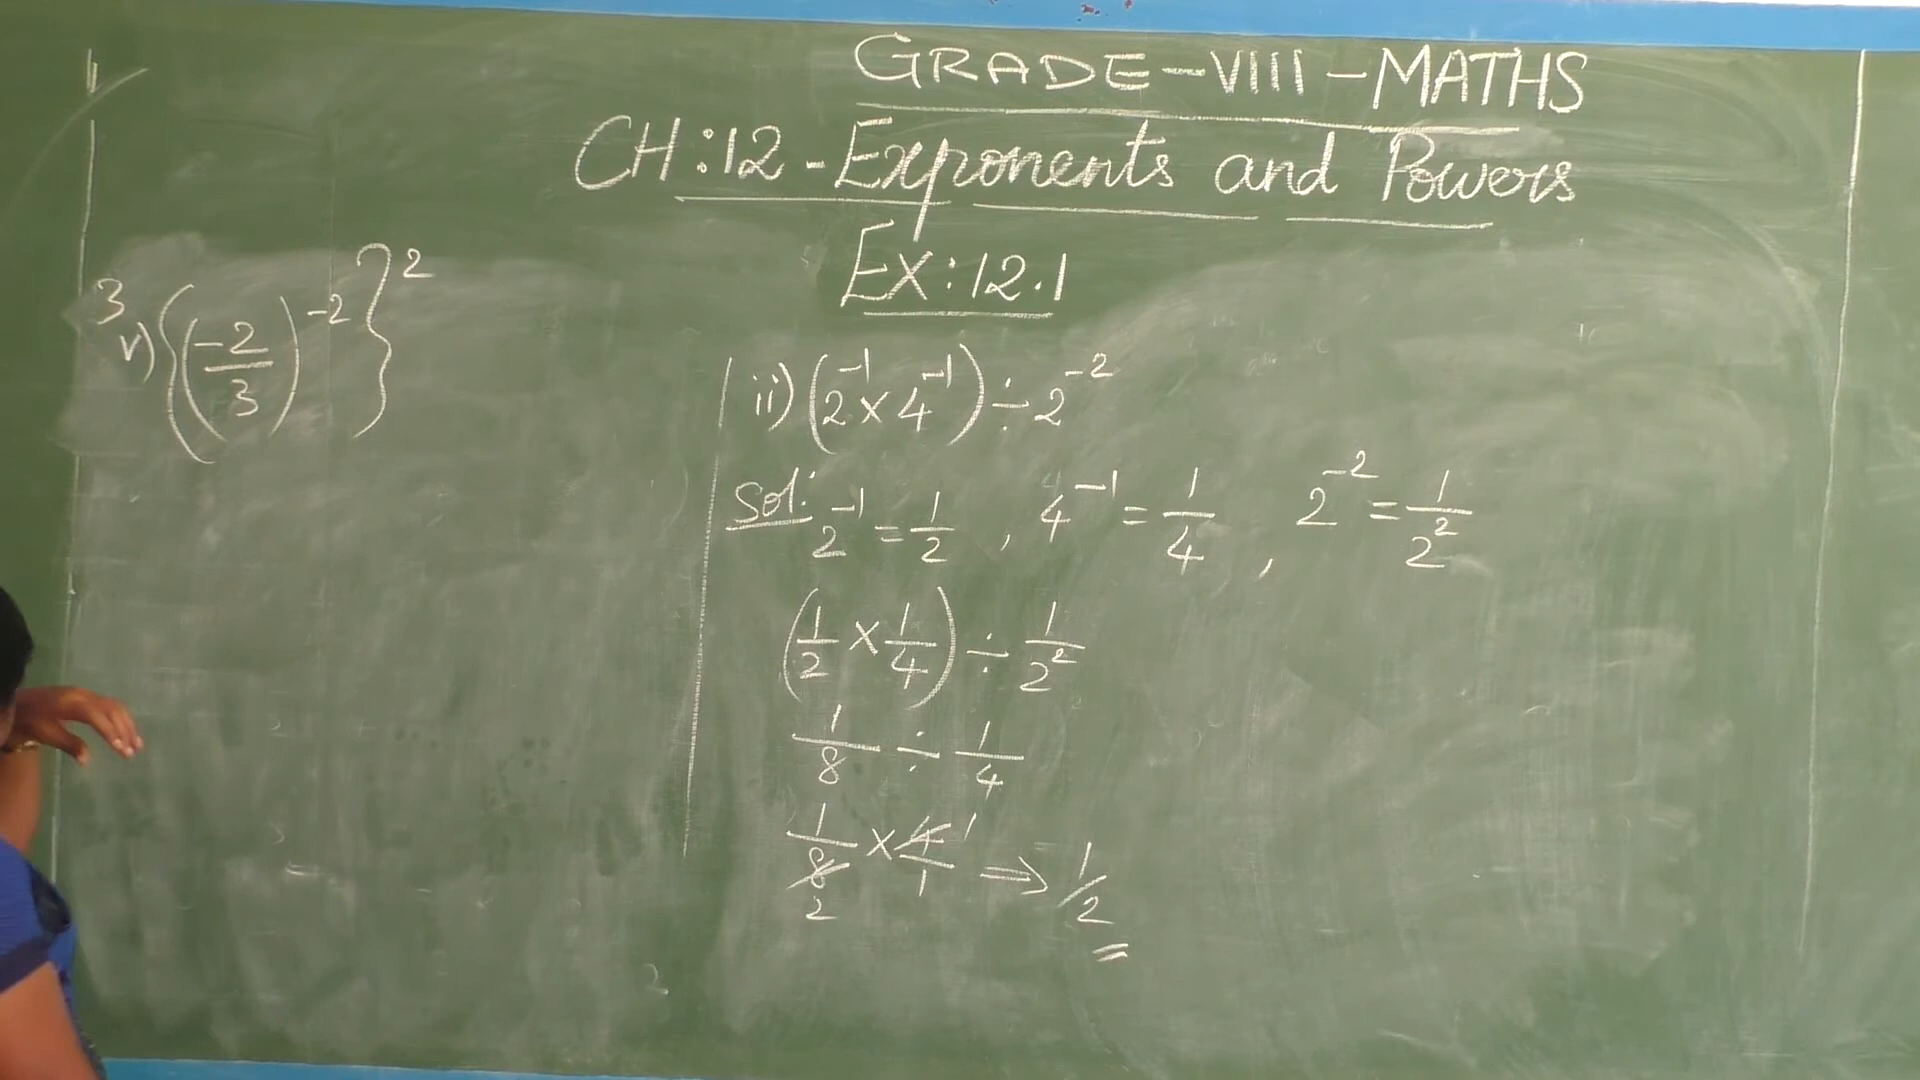 GRADE-VIII-MATHS
CH:12-Exponents and Powers
EX:12.1
3
v) {(-2/3)^-2}^2
ii) (2^-1 × 4^-1) ÷ 2^-2
Sol: 2^-1 = 1/2 , 4^-1 = 1/4 , 2^-2 = 1/2^2
(1/2 × 1/4) ÷ 1/2^2
1/8 ÷ 1/4
1/8 2 × 4/1 1 ⇒ 1/2